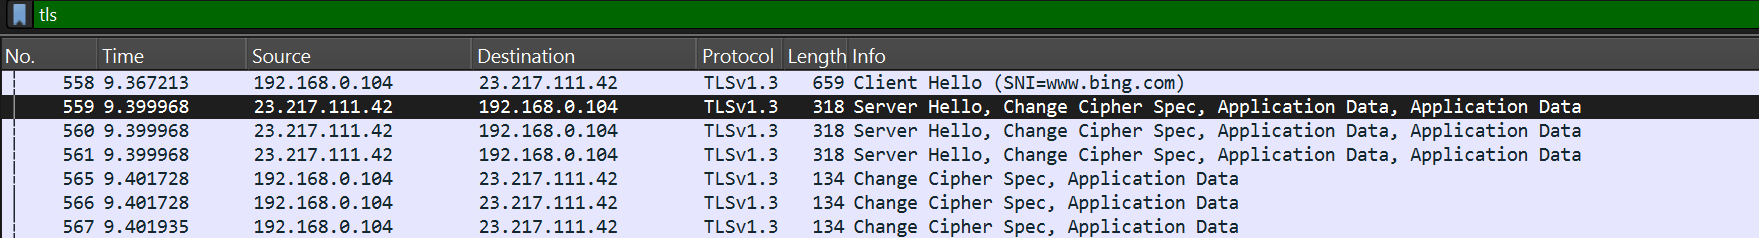 tls
No. Time Source Destination Protocol Length Info
558 9.367213 192.168.0.104 23.217.111.42 TLSv1.3 659 Client Hello (SNI=www.bing.com)
559 9.399968 23.217.111.42 192.168.0.104 TLSv1.3 318 Server Hello, Change Cipher Spec, Application Data, Application Data
560 9.399968 23.217.111.42 192.168.0.104 TLSv1.3 318 Server Hello, Change Cipher Spec, Application Data, Application Data
561 9.399968 23.217.111.42 192.168.0.104 TLSv1.3 318 Server Hello, Change Cipher Spec, Application Data, Application Data
565 9.401728 192.168.0.104 23.217.111.42 TLSv1.3 134 Change Cipher Spec, Application Data
566 9.401728 192.168.0.104 23.217.111.42 TLSv1.3 134 Change Cipher Spec, Application Data
567 9.401935 192.168.0.104 23.217.111.42 TLSv1.3 134 Change Cipher Spec, Application Data